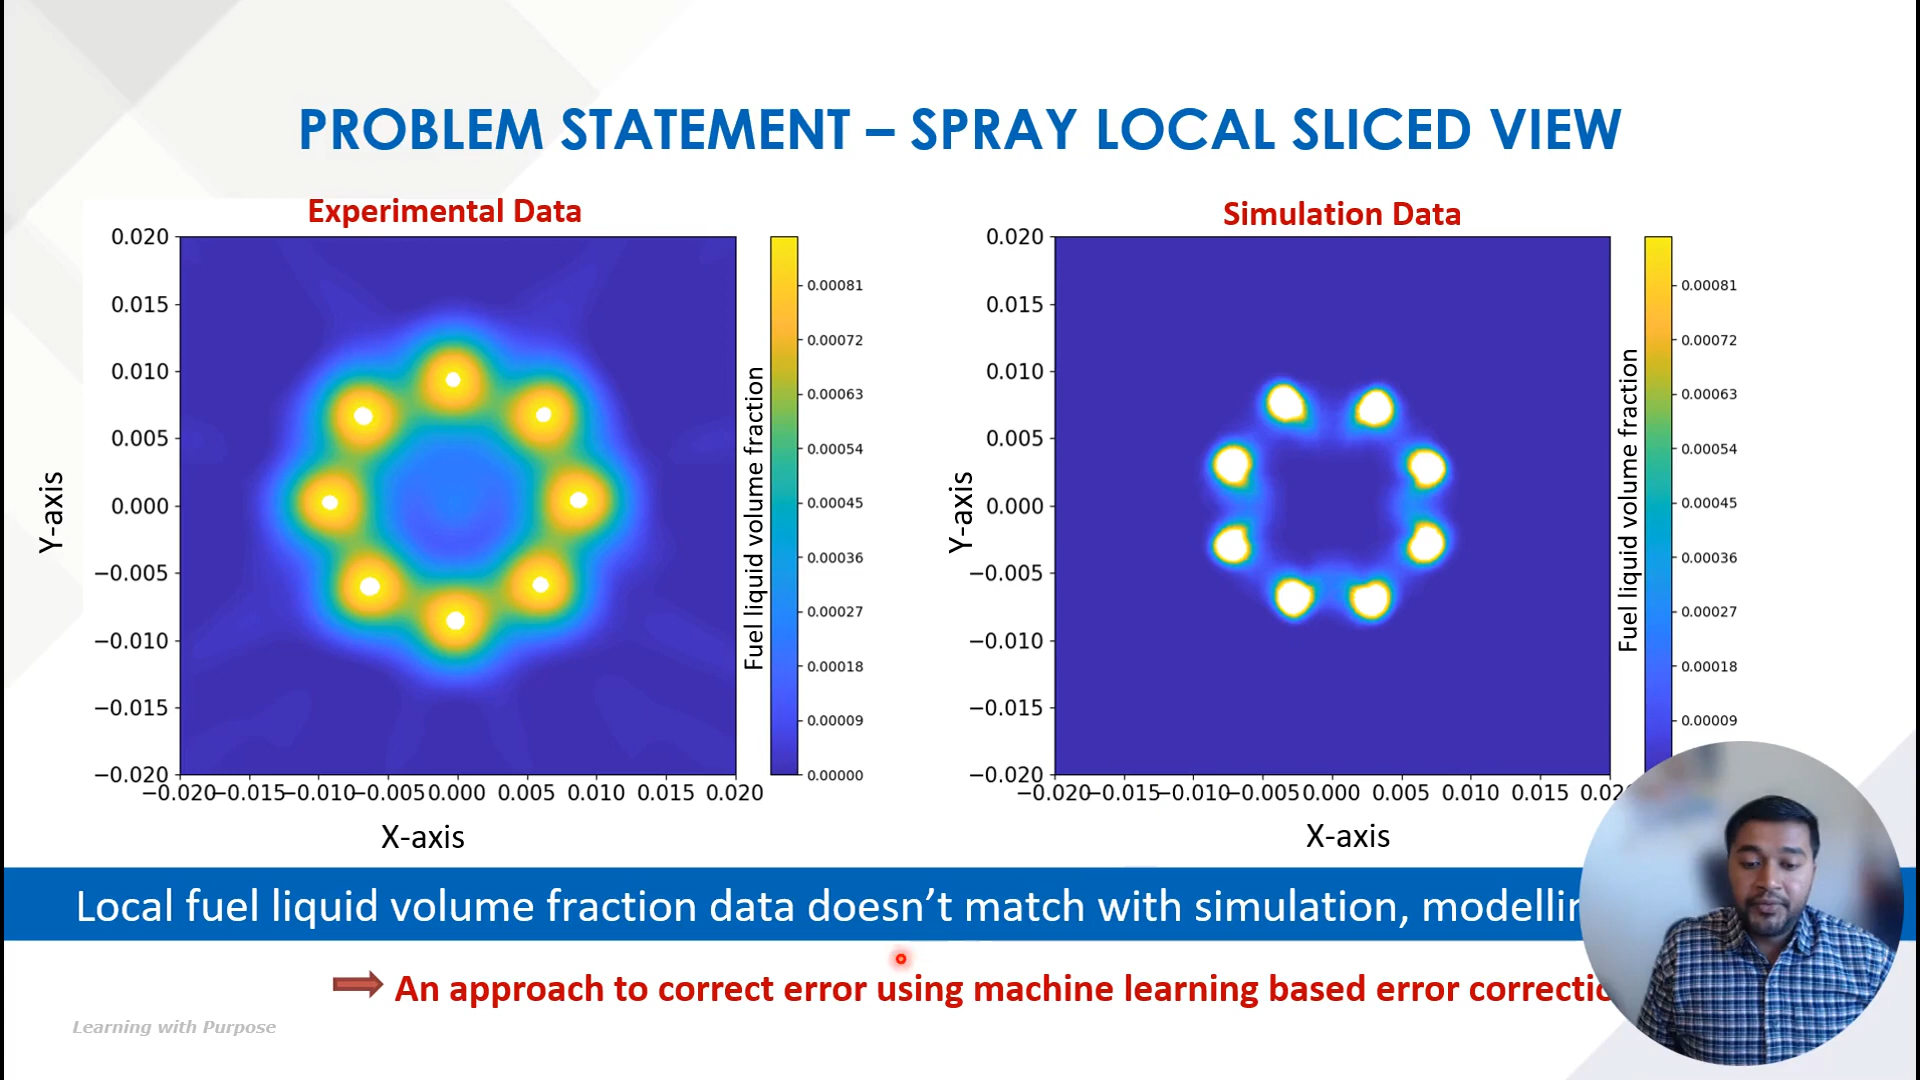 PROBLEM STATEMENT – SPRAY LOCAL SLICED VIEW
Experimental Data
0.020
0.015
0.010
0.005
0.000
−0.005
−0.010
−0.015
−0.020
Y-axis
−0.020 −0.015 −0.010 −0.005 0.000 0.005 0.010 0.015 0.020
X-axis
Fuel liquid volume fraction
0.00081
0.00072
0.00063
0.00054
0.00045
0.00036
0.00027
0.00018
0.00009
0.00000
Simulation Data
0.020
0.015
0.010
0.005
0.000
−0.005
−0.010
−0.015
−0.020
Y-axis
−0.020 −0.015 −0.010 −0.005 0.000 0.005 0.010 0.015
X-axis
Fuel liquid volume fraction
0.00081
0.00072
0.00063
0.00054
0.00045
0.00036
0.00027
0.00018
0.00009
Local fuel liquid volume fraction data doesn’t match with simulation,
An approach to correct error using machine learning based error
Learning with Purpose